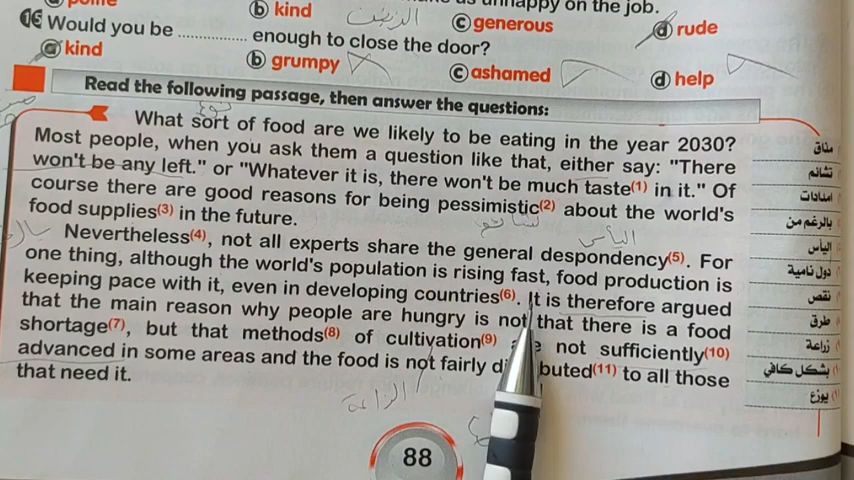 unhappy on the job.
b kind
c generous
d rude
16 Would you be .............. enough to close the door?
a kind
b grumpy
c ashamed
d help
Read the following passage, then answer the questions:
What sort of food are we likely to be eating in the year 2030?
Most people, when you ask them a question like that, either say: "There
won't be any left." or "Whatever it is, there won't be much taste(1) in it." Of
course there are good reasons for being pessimistic(2) about the world's
food supplies(3) in the future.
Nevertheless(4), not all experts share the general despondency(5). For
one thing, although the world's population is rising fast, food production is
keeping pace with it, even in developing countries(6). It is therefore argued
that the main reason why people are hungry is not that there is a food
shortage(7), but that methods(8) of cultivation(9) not sufficiently(10)
advanced in some areas and the food is not fairly (11) to all those
that need it.
مذاق
تشائم
امدادات
بالرغم من
اليأس
دول نامية
نقص
طرق
زراعة
بشكل كافي
يوزع
88